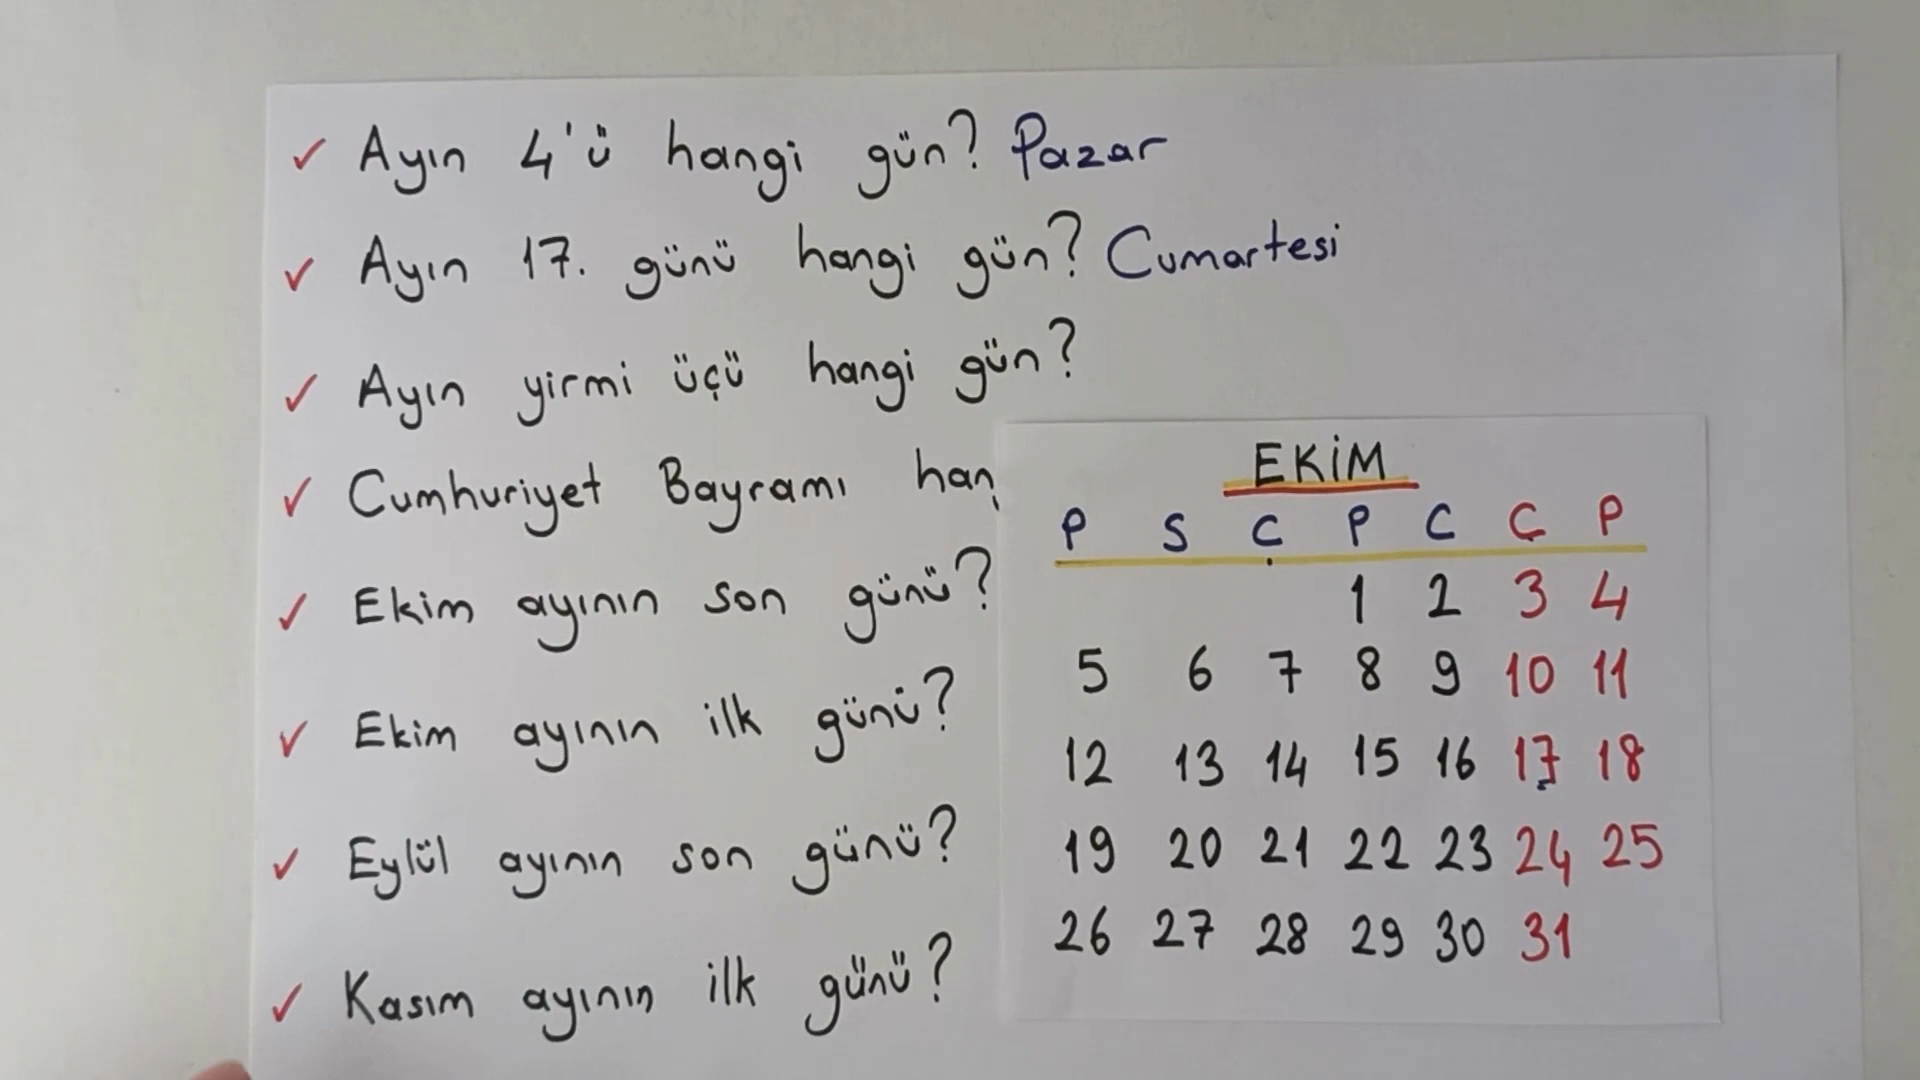 ✓ Ayın 4'ü hangi gün? Pazar
✓ Ayın 17. günü hangi gün? Cumartesi
✓ Ayın yirmi üçü hangi gün?
✓ Cumhuriyet Bayramı han
✓ Ekim ayının son günü?
✓ Ekim ayının ilk günü?
✓ Eylül ayının son günü?
✓ Kasım ayının ilk günü?
EKİM
P S Ç P C C P
1 2 3 4
5 6 7 8 9 10 11
12 13 14 15 16 17 18
19 20 21 22 23 24 25
26 27 28 29 30 31